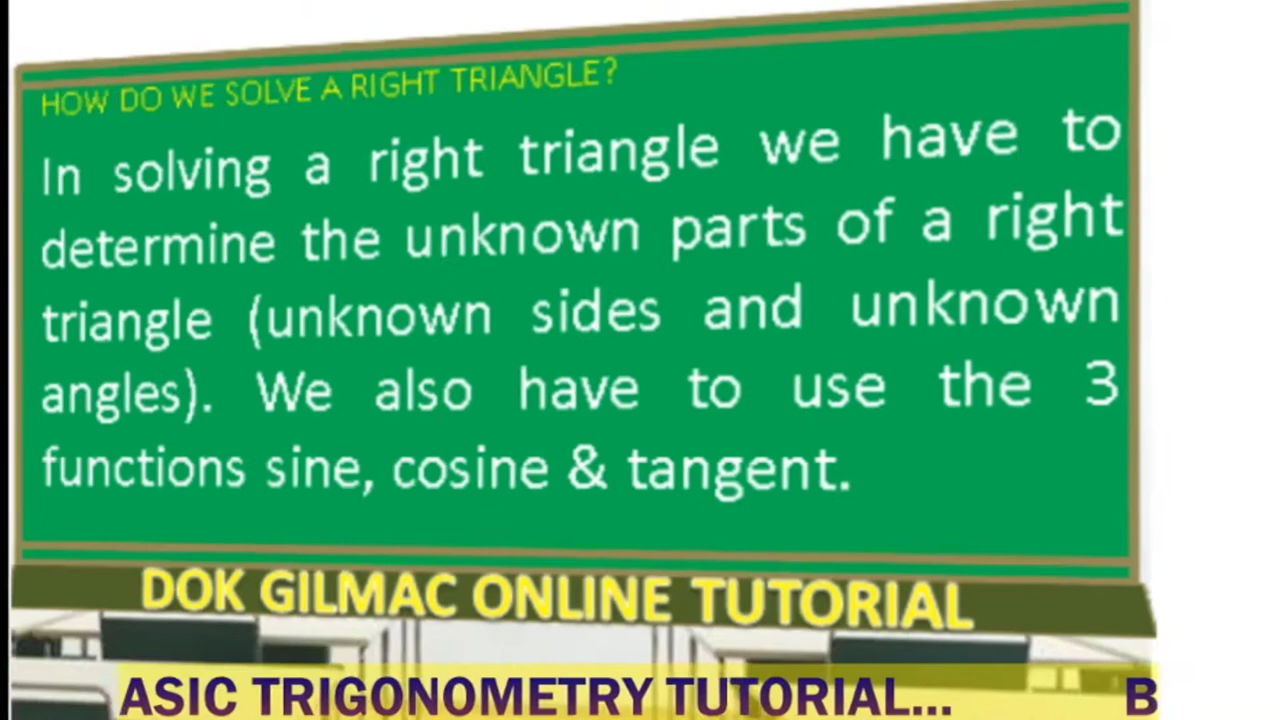 HOW DO WE SOLVE A RIGHT TRIANGLE?
In solving a right triangle we have to
determine the unknown parts of a right
triangle (unknown sides and unknown
angles). We also have to use the 3
functions sine, cosine & tangent.
DOK GILMAC ONLINE TUTORIAL
ASIC TRIGONOMETRY TUTORIAL... B